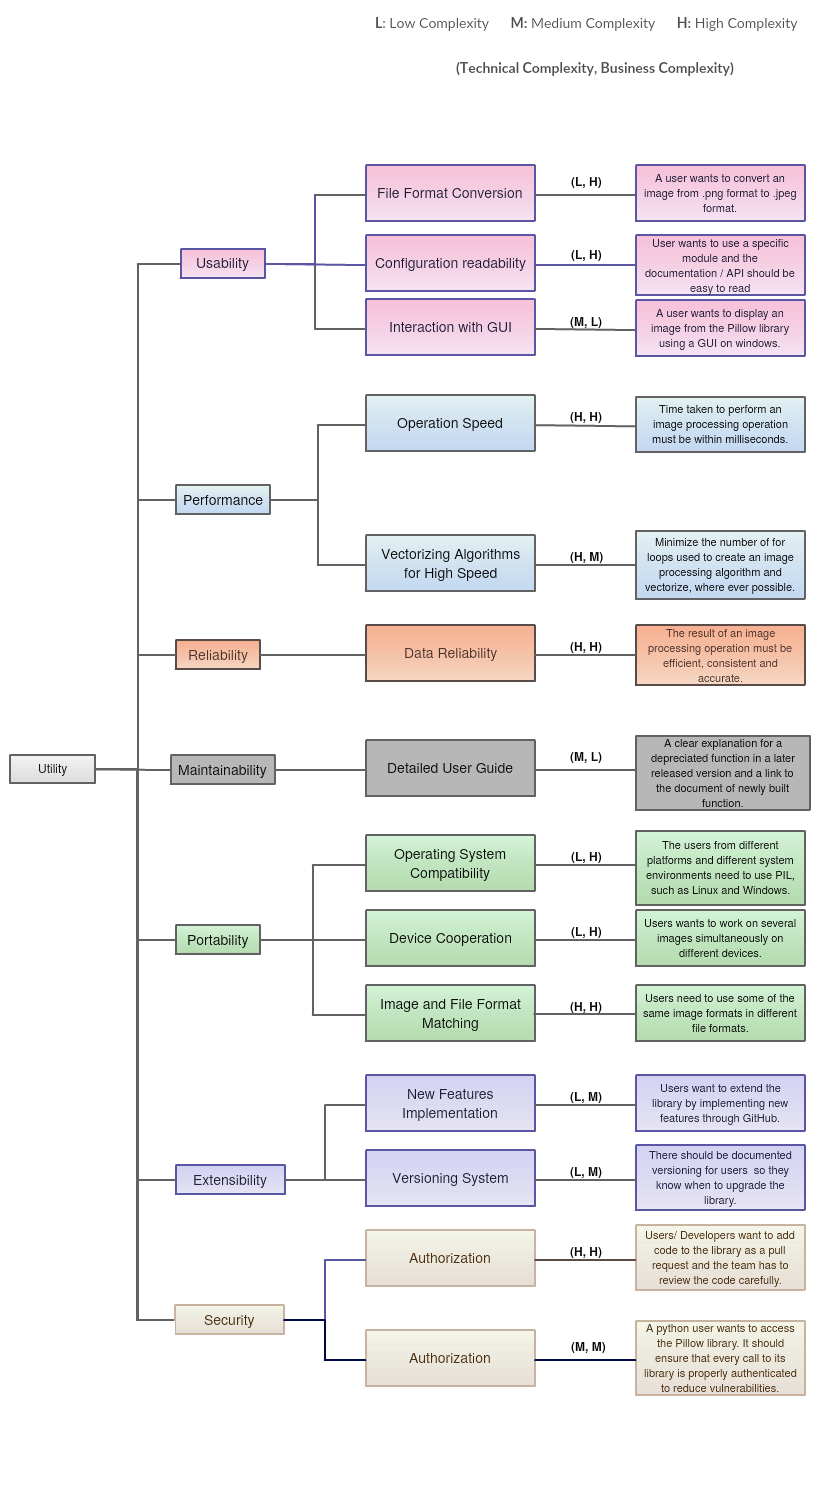 L: Low Complexity M: Medium Complexity H: High Complexity
(Technical Complexity, Business Complexity)
Utility
Usability
File Format Conversion
(L, H)
A user wants to convert an
image from .png format to .jpeg
format.
Configuration readability
(L, H)
User wants to use a specific
module and the
documentation / API should be
easy to read
Interaction with GUI
(M, L)
A user wants to display an
image from the Pillow library
using a GUI on windows.
Performance
Operation Speed
(H, H)
Time taken to perform an
image processing operation
must be within milliseconds.
Vectorizing Algorithms
for High Speed
(H, M)
Minimize the number of for
loops used to create an image
processing algorithm and
vectorize, where ever possible.
Reliability
Data Reliability
(H, H)
The result of an image
processing operation must be
efficient, consistent and
accurate.
Maintainability
Detailed User Guide
(M, L)
A clear explanation for a
depreciated function in a later
released version and a link to
the document of newly built
function.
Portability
Operating System
Compatibility
(L, H)
The users from different
platforms and different system
environments need to use PIL,
such as Linux and Windows.
Device Cooperation
(L, H)
Users wants to work on several
images simultaneously on
different devices.
Image and File Format
Matching
(H, H)
Users need to use some of the
same image formats in different
file formats.
Extensibility
New Features
Implementation
(L, M)
Users want to extend the
library by implementing new
features through GitHub.
Versioning System
(L, M)
There should be documented
versioning for users so they
know when to upgrade the
library.
Security
Authorization
(H, H)
Users/ Developers want to add
code to the library as a pull
request and the team has to
review the code carefully.
Authorization
(M, M)
A python user wants to access
the Pillow library. It should
ensure that every call to its
library is properly authenticated
to reduce vulnerabilities.